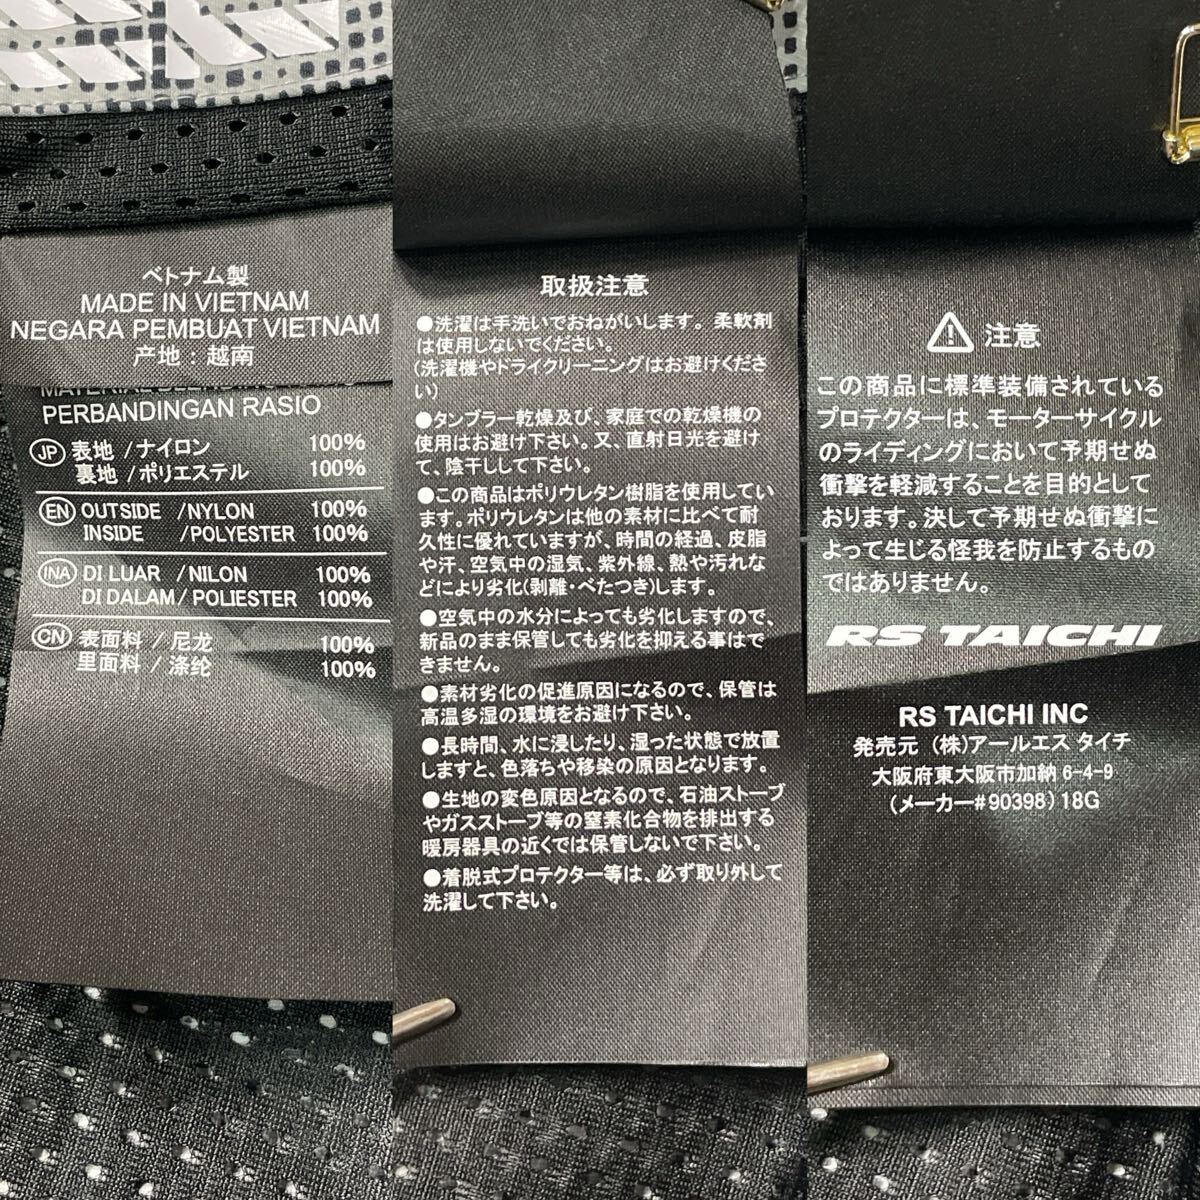 ベトナム製
MADE IN VIETNAM
NEGARA PEMBUAT VIETNAM
产地：越南
PERBANDINGAN RASIO
JP 表地 /ナイロン 100%
裏地 /ポリエステル 100%
EN OUTSIDE /NYLON 100%
INSIDE /POLYESTER 100%
INA DI LUAR /NILON 100%
DI DALAM/POLIESTER 100%
CN 表面料 / 尼龙 100%
里面料 / 涤纶 100%
取扱注意
●洗濯は手洗いでおねがいします。柔軟剤
は使用しないでください。
(洗濯機やドライクリーニングはお避けくださ
い)
●タンブラー乾燥及び、家庭での乾燥機の
使用はお避け下さい。又、直射日光を避け
て、陰干しして下さい。
●この商品はポリウレタン樹脂を使用してい
ます。ポリウレタンは他の素材に比べて耐
久性に優れていますが、時間の経過、皮脂
や汗、空気中の湿気、紫外線、熱や汚れな
どにより劣化(剥離・べたつき)します。
●空気中の水分によっても劣化しますので、
新品のまま保管しても劣化を抑える事はで
きません。
●素材劣化の促進原因になるので、保管は
高温多湿の環境をお避け下さい。
●長時間、水に浸したり、湿った状態で放置
しますと、色落ちや移染の原因となります。
●生地の変色原因となるので、石油ストーブ
やガスストーブ等の窒素化合物を排出する
暖房器具の近くでは保管しないで下さい。
●着脱式プロテクター等は、必ず取り外して
洗濯して下さい。
注意
この商品に標準装備されている
プロテクターは、モーターサイクル
のライディングにおいて予期せぬ
衝撃を軽減することを目的として
おります。決して予期せぬ衝撃に
よって生じる怪我を防止するもの
ではありません。
RS TAICHI
RS TAICHI INC
発売元 (株)アールエス タイチ
大阪府東大阪市加納 6-4-9
(メーカー#90398) 18G